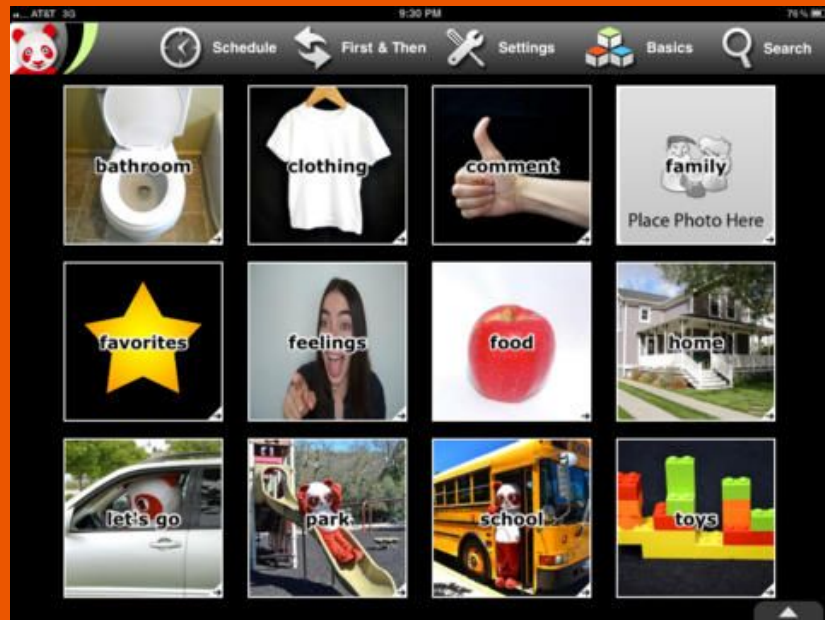 AT&T 3G 9:30 PM 76%
Schedule First & Then Settings Basics Search
bathroom clothing comment family
Place Photo Here
favorites feelings food home
let's go park school toys